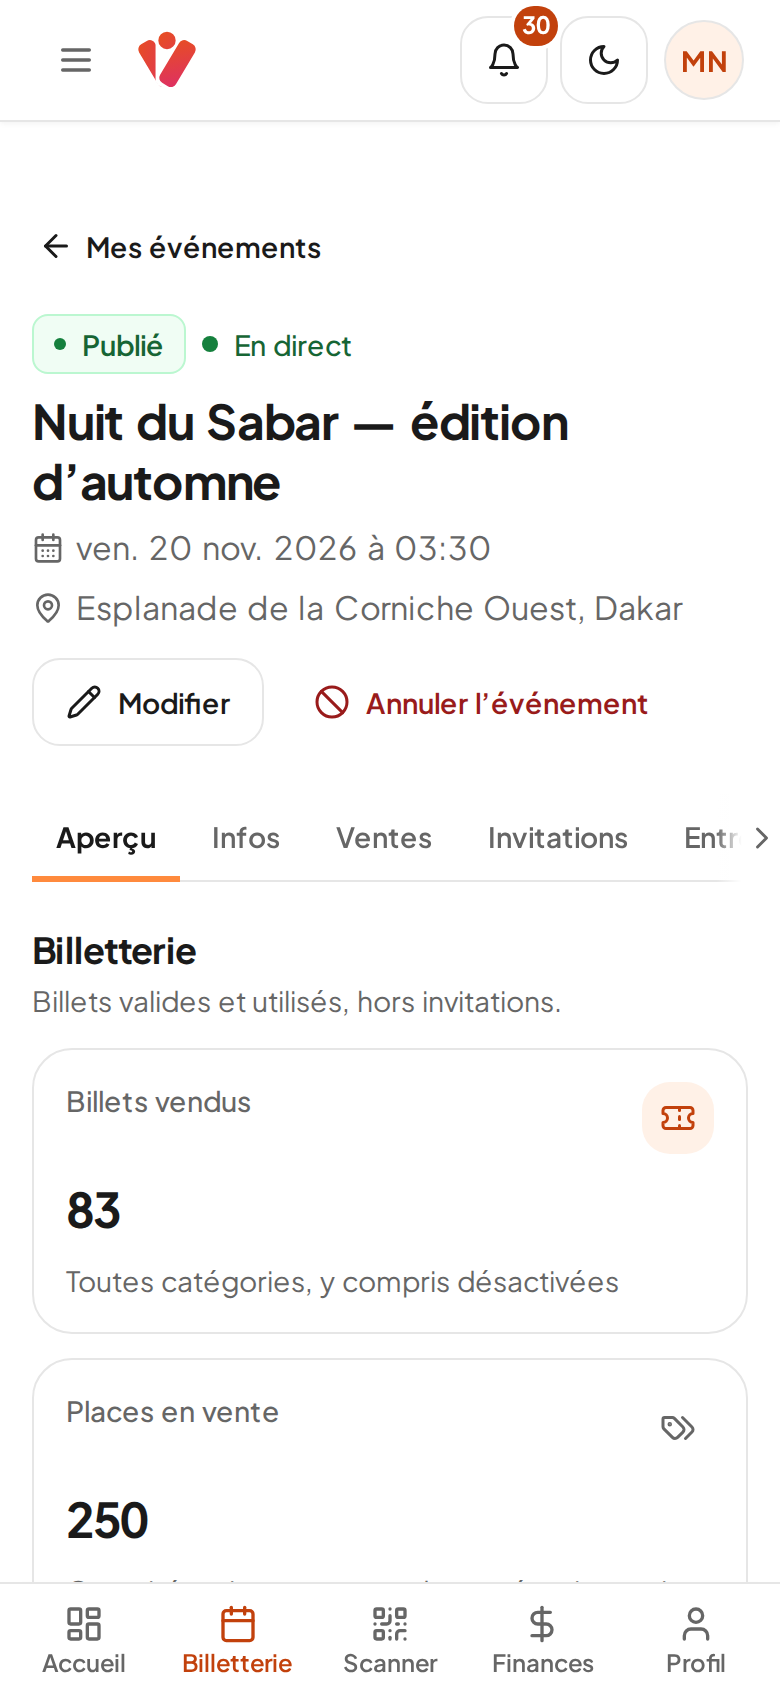 30
MN
Mes événements
Publié
En direct
Nuit du Sabar — édition
d’automne
ven. 20 nov. 2026 à 03:30
Esplanade de la Corniche Ouest, Dakar
Modifier
Annuler l’événement
Aperçu
Infos
Ventes
Invitations
Billetterie
Billets valides et utilisés, hors invitations.
Billets vendus
83
Toutes catégories, y compris désactivées
Places en vente
250
Accueil
Billetterie
Scanner
Finances
Profil